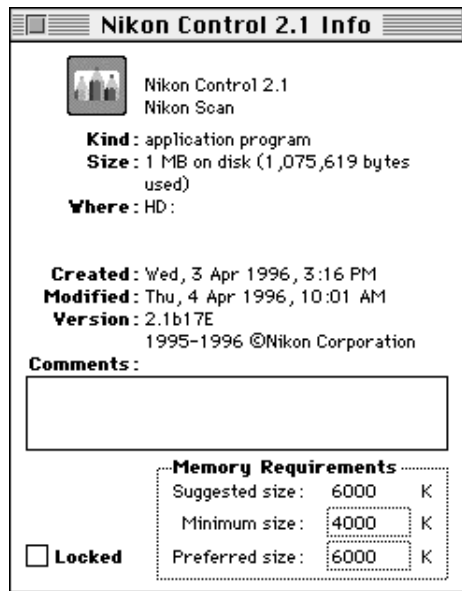 Nikon Control 2.1 Info
Nikon Control 2.1
Nikon Scan
Kind: application program
Size: 1 MB on disk (1,075,619 bytes
used)
Where: HD:
Created: Wed, 3 Apr 1996, 3:16 PM
Modified: Thu, 4 Apr 1996, 10:01 AM
Version: 2.1b17E
1995-1996 ©Nikon Corporation
Comments:
Memory Requirements
Suggested size: 6000 K
Minimum size: 4000 K
Locked Preferred size: 6000 K